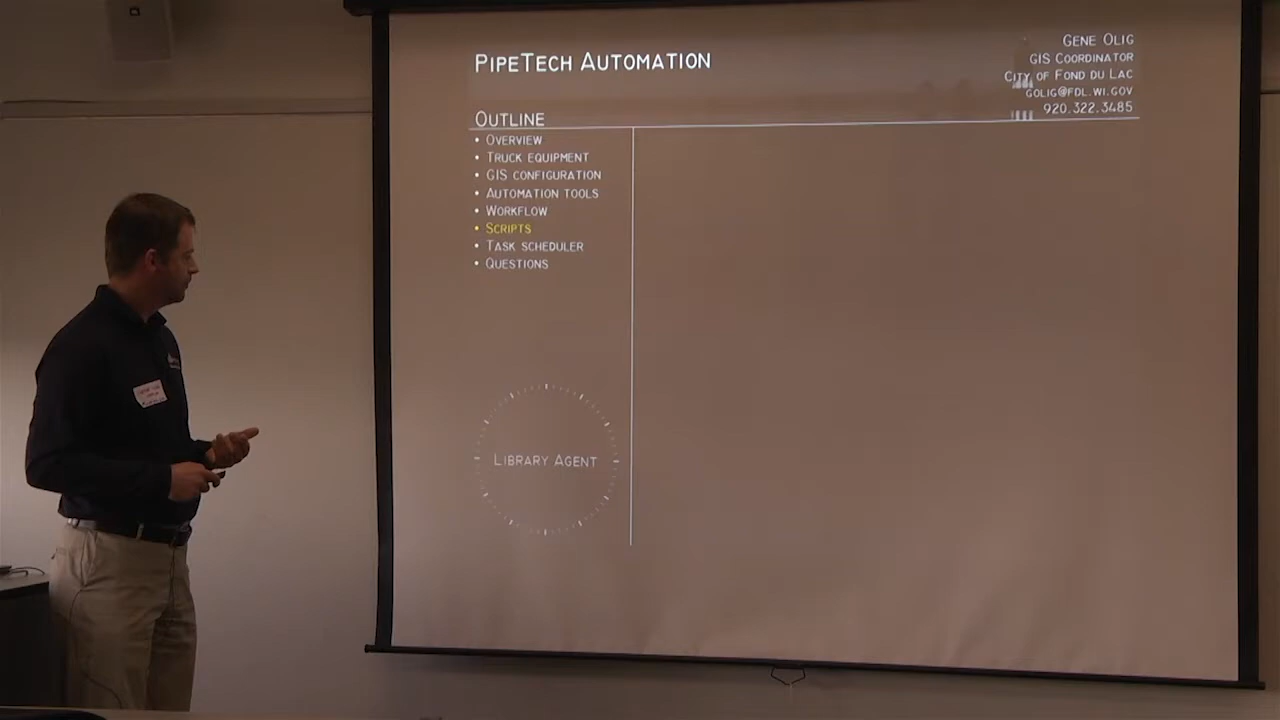 PipeTech Automation
Gene Olig
GIS Coordinator
City of Fond du Lac
golig@fdl.wi.gov
920.322.3485
Outline
• Overview
• Truck equipment
• GIS configuration
• Automation tools
• Workflow
• Scripts
• Task scheduler
• Questions
Library Agent